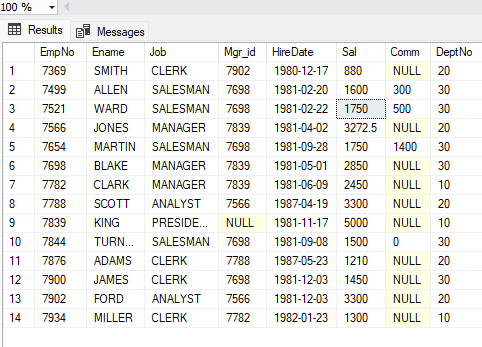 100 %
Results Messages
EmpNo Ename Job Mgr_id HireDate Sal Comm DeptNo
1 7369 SMITH CLERK 7902 1980-12-17 880 NULL 20
2 7499 ALLEN SALESMAN 7698 1981-02-20 1600 300 30
3 7521 WARD SALESMAN 7698 1981-02-22 1750 500 30
4 7566 JONES MANAGER 7839 1981-04-02 3272.5 NULL 20
5 7654 MARTIN SALESMAN 7698 1981-09-28 1750 1400 30
6 7698 BLAKE MANAGER 7839 1981-05-01 2850 NULL 30
7 7782 CLARK MANAGER 7839 1981-06-09 2450 NULL 10
8 7788 SCOTT ANALYST 7566 1987-04-19 3300 NULL 20
9 7839 KING PRESIDE... NULL 1981-11-17 5000 NULL 10
10 7844 TURN... SALESMAN 7698 1981-09-08 1500 0 30
11 7876 ADAMS CLERK 7788 1987-05-23 1210 NULL 20
12 7900 JAMES CLERK 7698 1981-12-03 1450 NULL 30
13 7902 FORD ANALYST 7566 1981-12-03 3300 NULL 20
14 7934 MILLER CLERK 7782 1982-01-23 1300 NULL 10